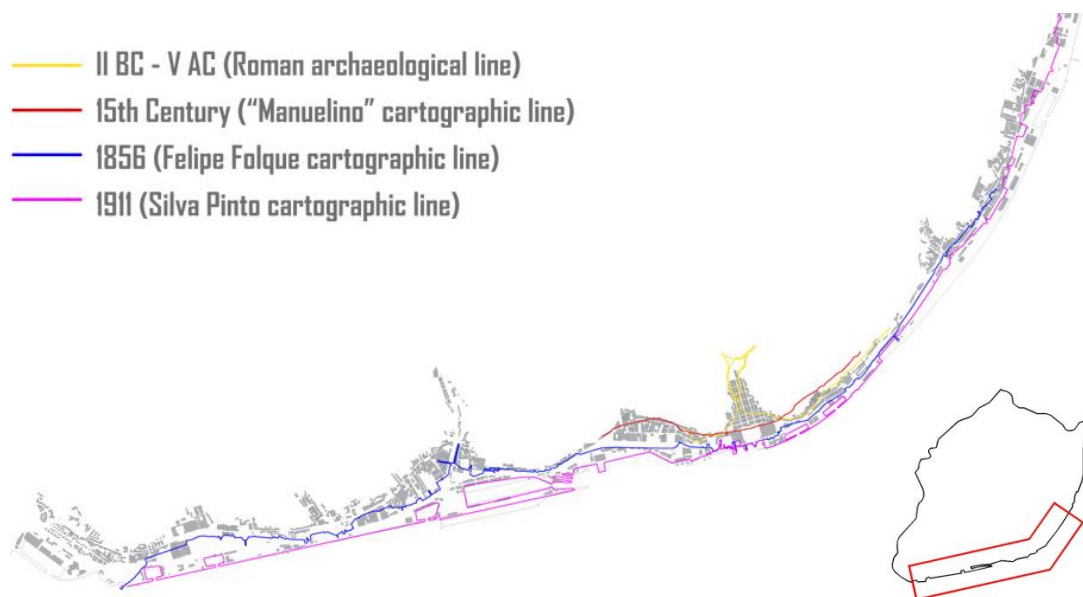 II BC - V AC (Roman archaeological line)
15th Century (“Manuelino” cartographic line)
1856 (Felipe Folque cartographic line)
1911 (Silva Pinto cartographic line)